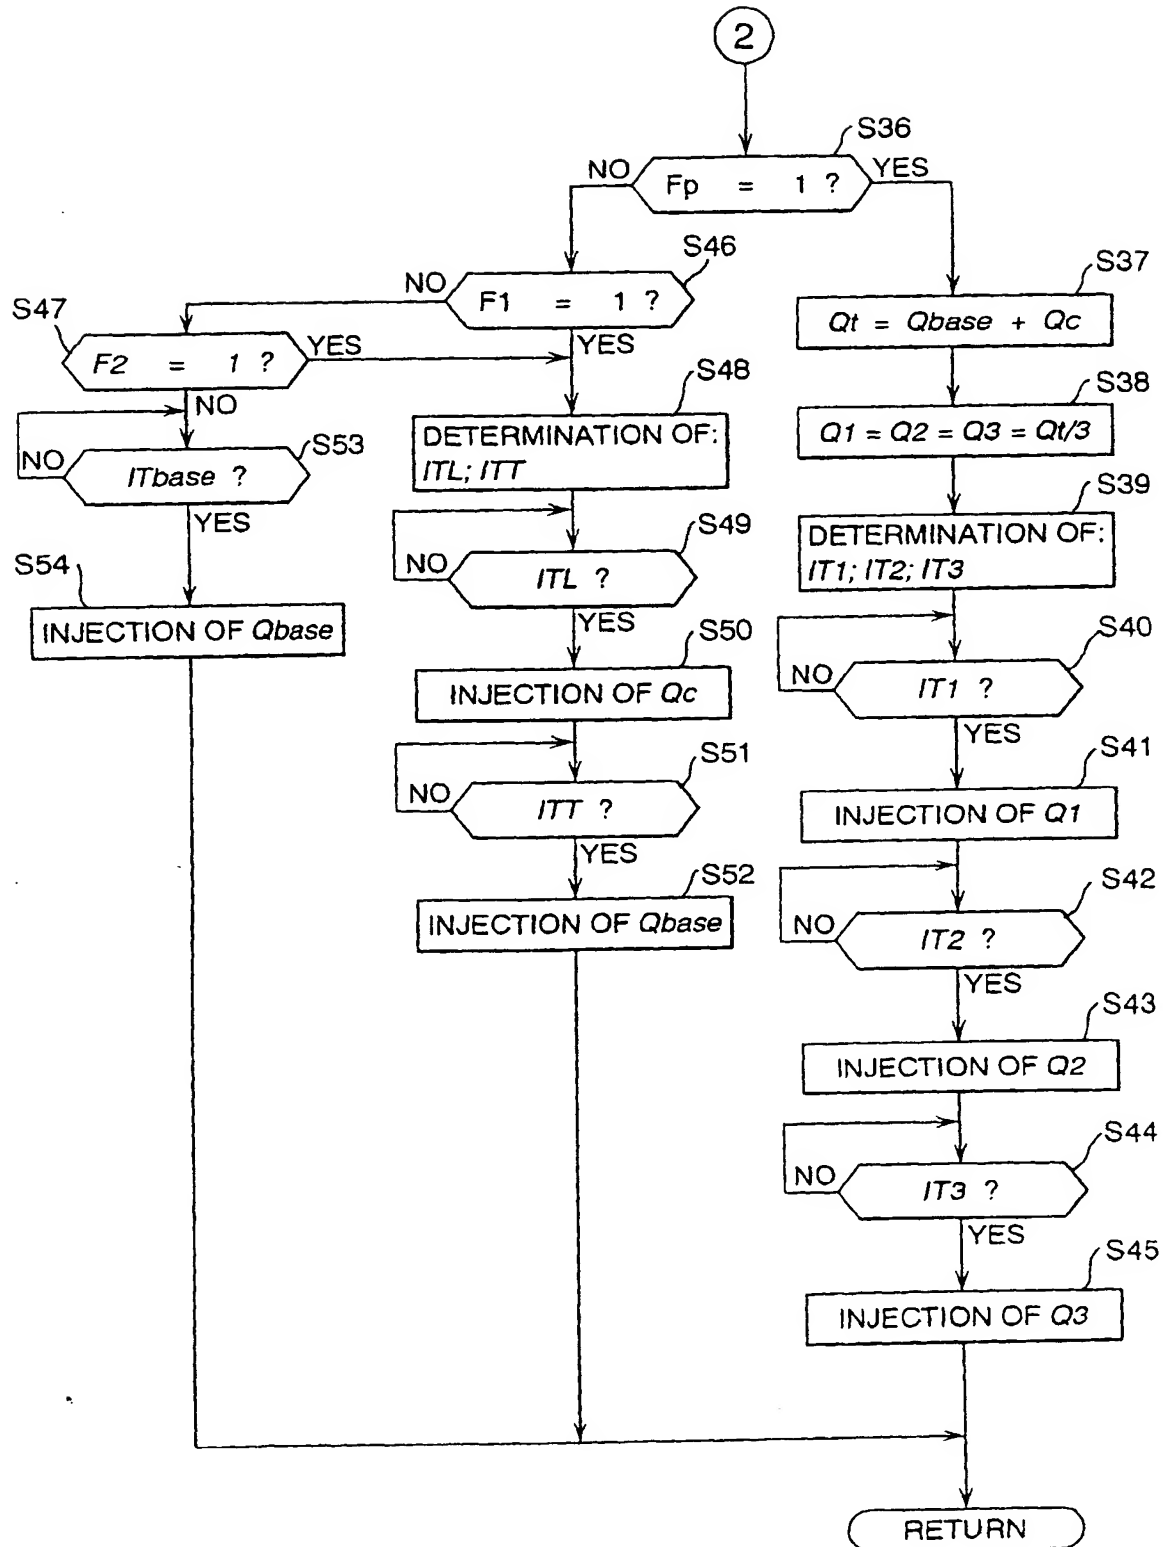 2
S36
NO
Fp = 1 ?
YES
S46
NO
F1 = 1 ?
YES
S37
Qt = Qbase + Qc
S47
F2 = 1 ?
YES
NO
S48
DETERMINATION OF:
ITL; ITT
S38
Q1 = Q2 = Q3 = Qt/3
S53
NO
ITbase ?
YES
S39
DETERMINATION OF:
IT1; IT2; IT3
S49
NO
ITL ?
YES
S54
INJECTION OF Qbase
S50
INJECTION OF Qc
S40
NO
IT1 ?
YES
S51
NO
ITT ?
YES
S41
INJECTION OF Q1
S52
INJECTION OF Qbase
S42
NO
IT2 ?
YES
S43
INJECTION OF Q2
S44
NO
IT3 ?
YES
S45
INJECTION OF Q3
RETURN